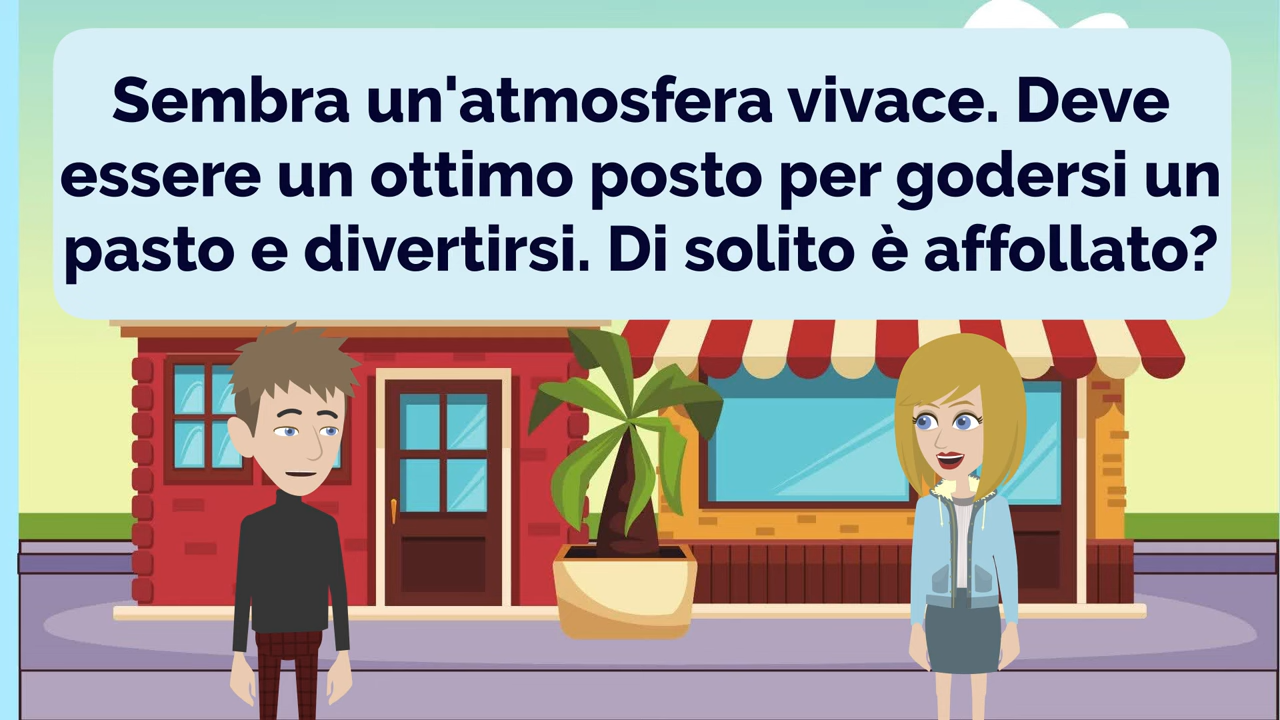 Sembra un'atmosfera vivace. Deve
essere un ottimo posto per godersi un
pasto e divertirsi. Di solito è affollato?